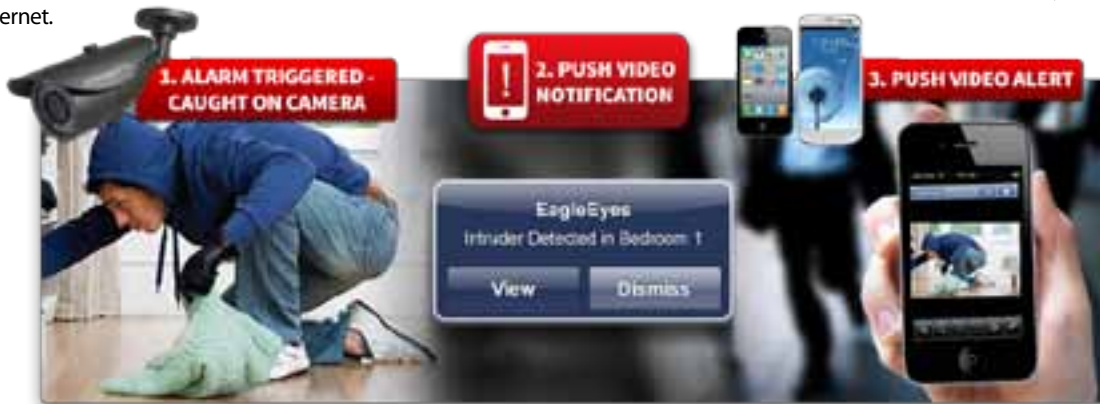 ernet.
1. ALARM TRIGGERED -
CAUGHT ON CAMERA
2. PUSH VIDEO
NOTIFICATION
3. PUSH VIDEO ALERT
!
EagleEyes
Intruder Detected in Bedroom 1
View
Dismiss